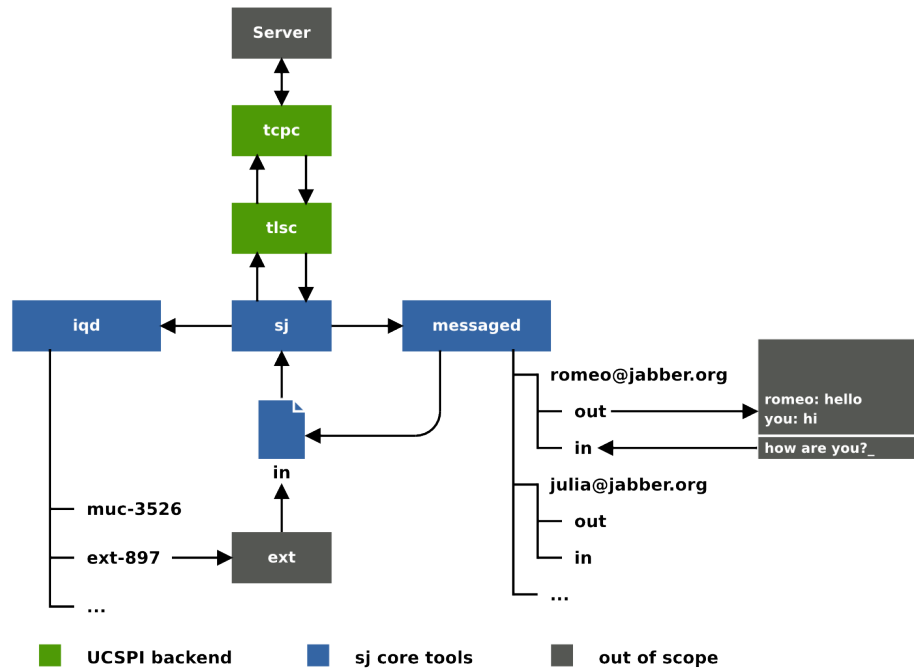 Server
tcpc
tlsc
iqd
sj
messaged
romeo@jabber.org
out
in
romeo: hello
you: hi
how are you?_
in
julia@jabber.org
out
in
...
muc-3526
ext-897
ext
...
UCSPI backend
sj core tools
out of scope